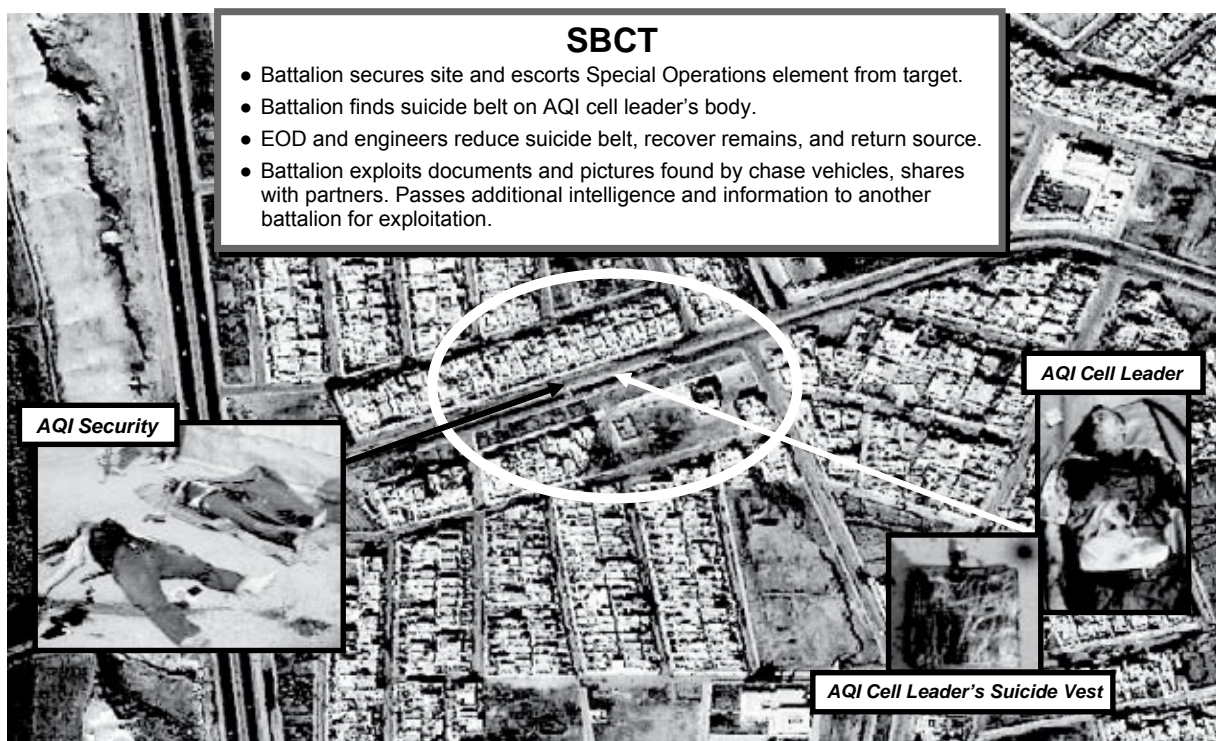 SBCT
● Battalion secures site and escorts Special Operations element from target.
● Battalion finds suicide belt on AQI cell leader's body.
● EOD and engineers reduce suicide belt, recover remains, and return source.
● Battalion exploits documents and pictures found by chase vehicles, shares
with partners. Passes additional intelligence and information to another
battalion for exploitation.
AQI Cell Leader
AQI Security
AQI Cell Leader's Suicide Vest